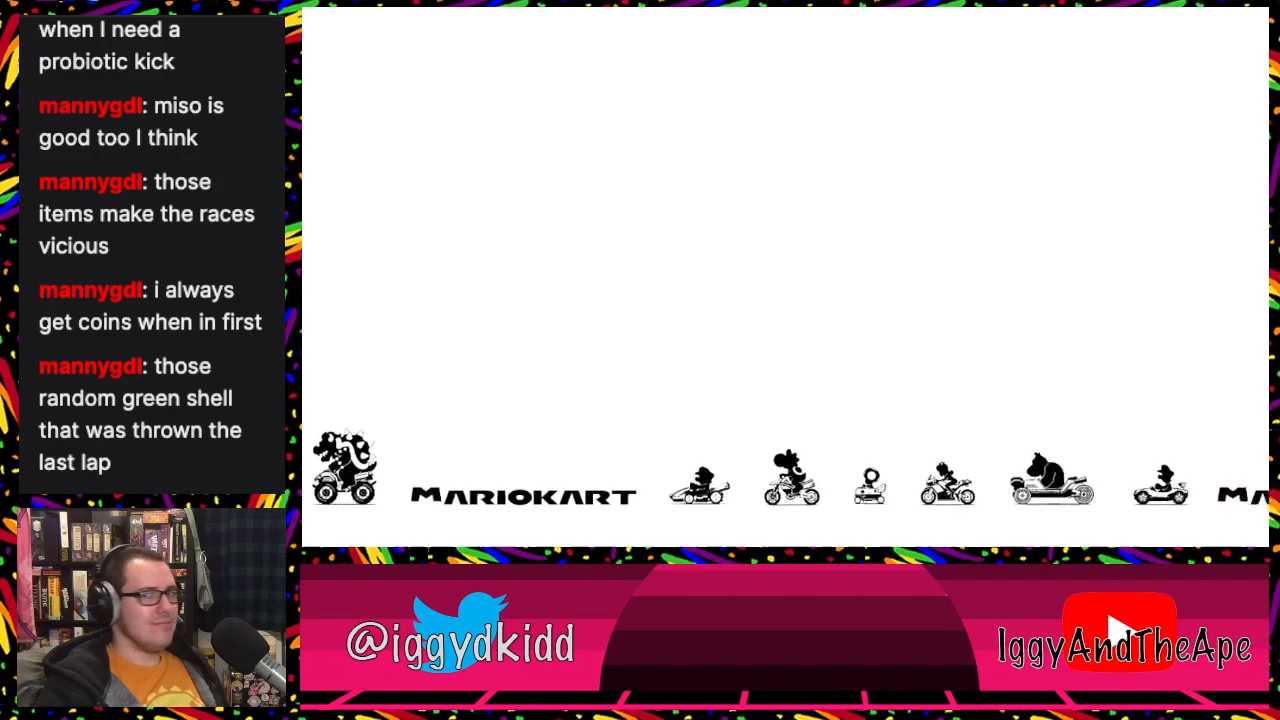 when I need a
probiotic kick
mannygdl: miso is
good too I think
mannygdl: those
items make the races
vicious
mannygdl: i always
get coins when in first
mannygdl: those
random green shell
that was thrown the
last lap
MARIOKART
MA
@iggydkidd
IggyAndTheApe